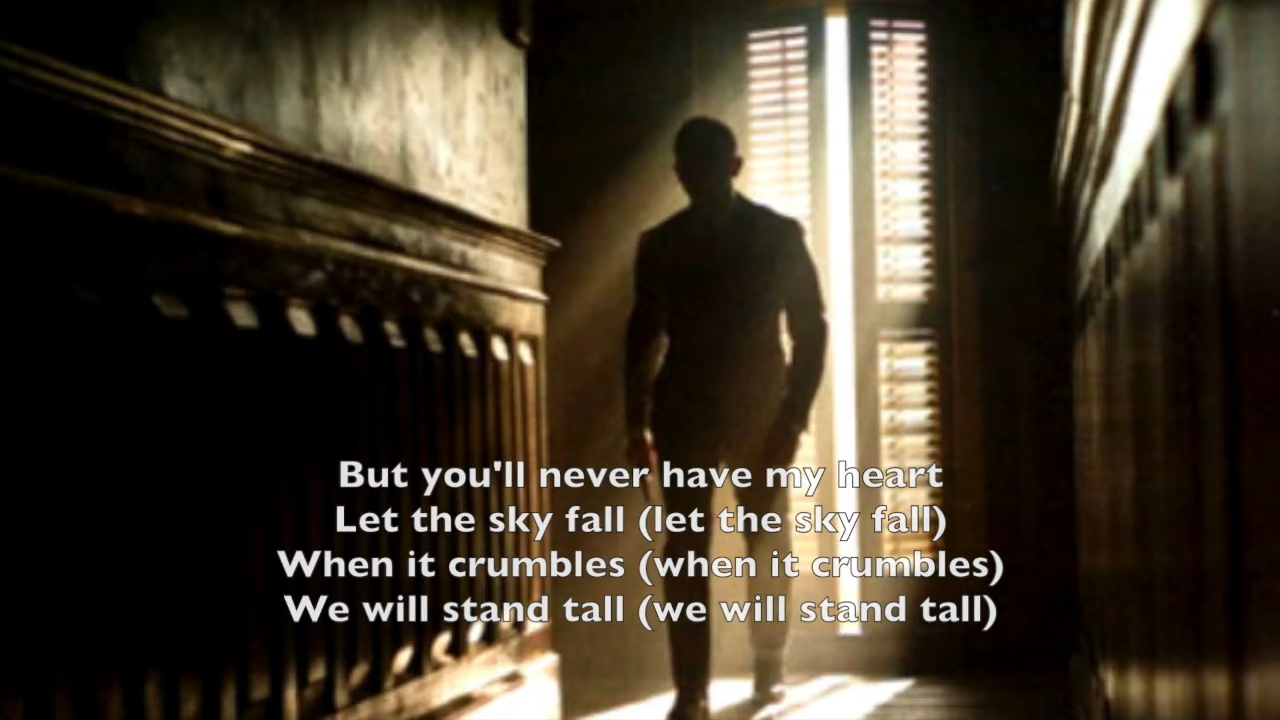 But you'll never have my heart
Let the sky fall (let the sky fall)
When it crumbles (when it crumbles)
We will stand tall (we will stand tall)